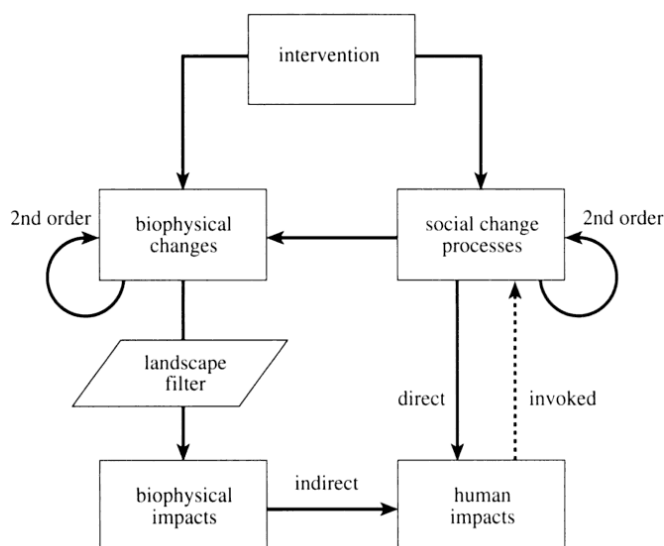 intervention
2nd order
biophysical
changes
social change
processes
2nd order
landscape
filter
direct
invoked
biophysical
impacts
indirect
human
impacts